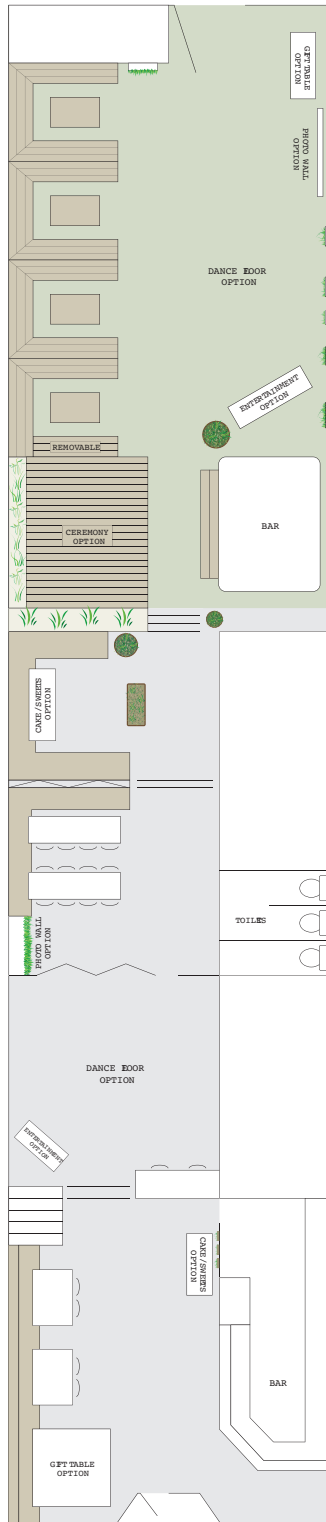 GIFT TABLE
OPTION
PHOTO WALL
OPTION
DANCE FLOOR
OPTION
ENTERTAINMENT
OPTION
REMOVABLE
BAR
CEREMONY
OPTION
CAKE/SWEETS
OPTION
TOILETS
PHOTO WALL
OPTION
DANCE FLOOR
OPTION
ENTERTAINMENT
OPTION
CAKE/SWEETS
OPTION
BAR
GIFT TABLE
OPTION